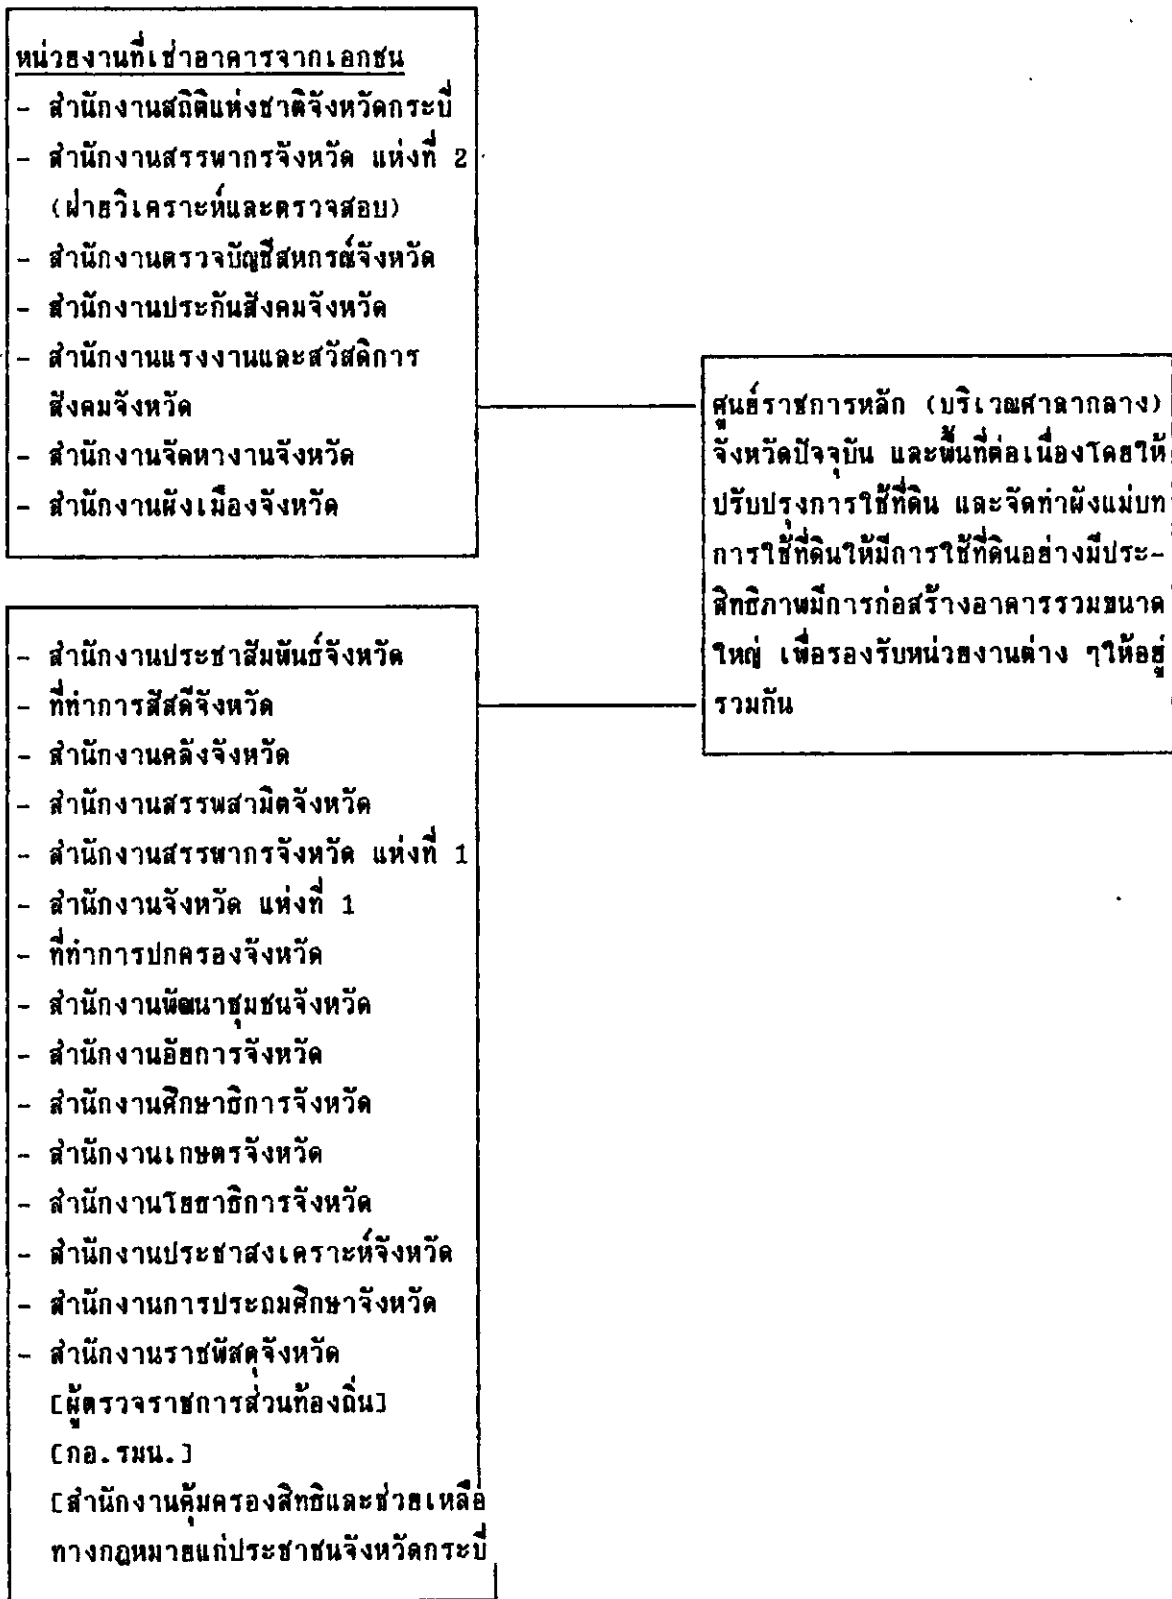 หน่วยงานที่เช่าอาคารจากเอกชน
- สำนักงานสถิติแห่งชาติจังหวัดกระบี่
- สำนักงานสรรพากรจังหวัด แห่งที่ 2
(ฝ่ายวิเคราะห์และตรวจสอบ)
- สำนักงานตรวจบัญชีสหกรณ์จังหวัด
- สำนักงานประกันสังคมจังหวัด
- สำนักงานแรงงานและสวัสดิการ
สังคมจังหวัด
- สำนักงานจัดหางานจังหวัด
- สำนักงานผังเมืองจังหวัด
ศูนย์ราชการหลัก (บริเวณศาลากลาง)
จังหวัดปัจจุบัน และพื้นที่ต่อเนื่องโดยให้
ปรับปรุงการใช้ที่ดิน และจัดทำผังแม่บท
การใช้ที่ดินให้มีการใช้ที่ดินอย่างมีประ-
สิทธิภาพมีการก่อสร้างอาคารรวมขนาด
ใหญ่ เพื่อรองรับหน่วยงานต่าง ๆให้อยู่
รวมกัน
- สำนักงานประชาสัมพันธ์จังหวัด
- ที่ทำการสัสดีจังหวัด
- สำนักงานคลังจังหวัด
- สำนักงานสรรพสามิตจังหวัด
- สำนักงานสรรพากรจังหวัด แห่งที่ 1
- สำนักงานจังหวัด แห่งที่ 1
- ที่ทำการปกครองจังหวัด
- สำนักงานพัฒนาชุมชนจังหวัด
- สำนักงานอัยการจังหวัด
- สำนักงานศึกษาธิการจังหวัด
- สำนักงานเกษตรจังหวัด
- สำนักงานโยธาธิการจังหวัด
- สำนักงานประชาสงเคราะห์จังหวัด
- สำนักงานการประถมศึกษาจังหวัด
- สำนักงานราชพัสดุจังหวัด
[ผู้ตรวจราชการส่วนท้องถิ่น]
[กอ.รมน.]
[สำนักงานคุ้มครองสิทธิและช่วยเหลือ
ทางกฎหมายแก่ประชาชนจังหวัดกระบี่